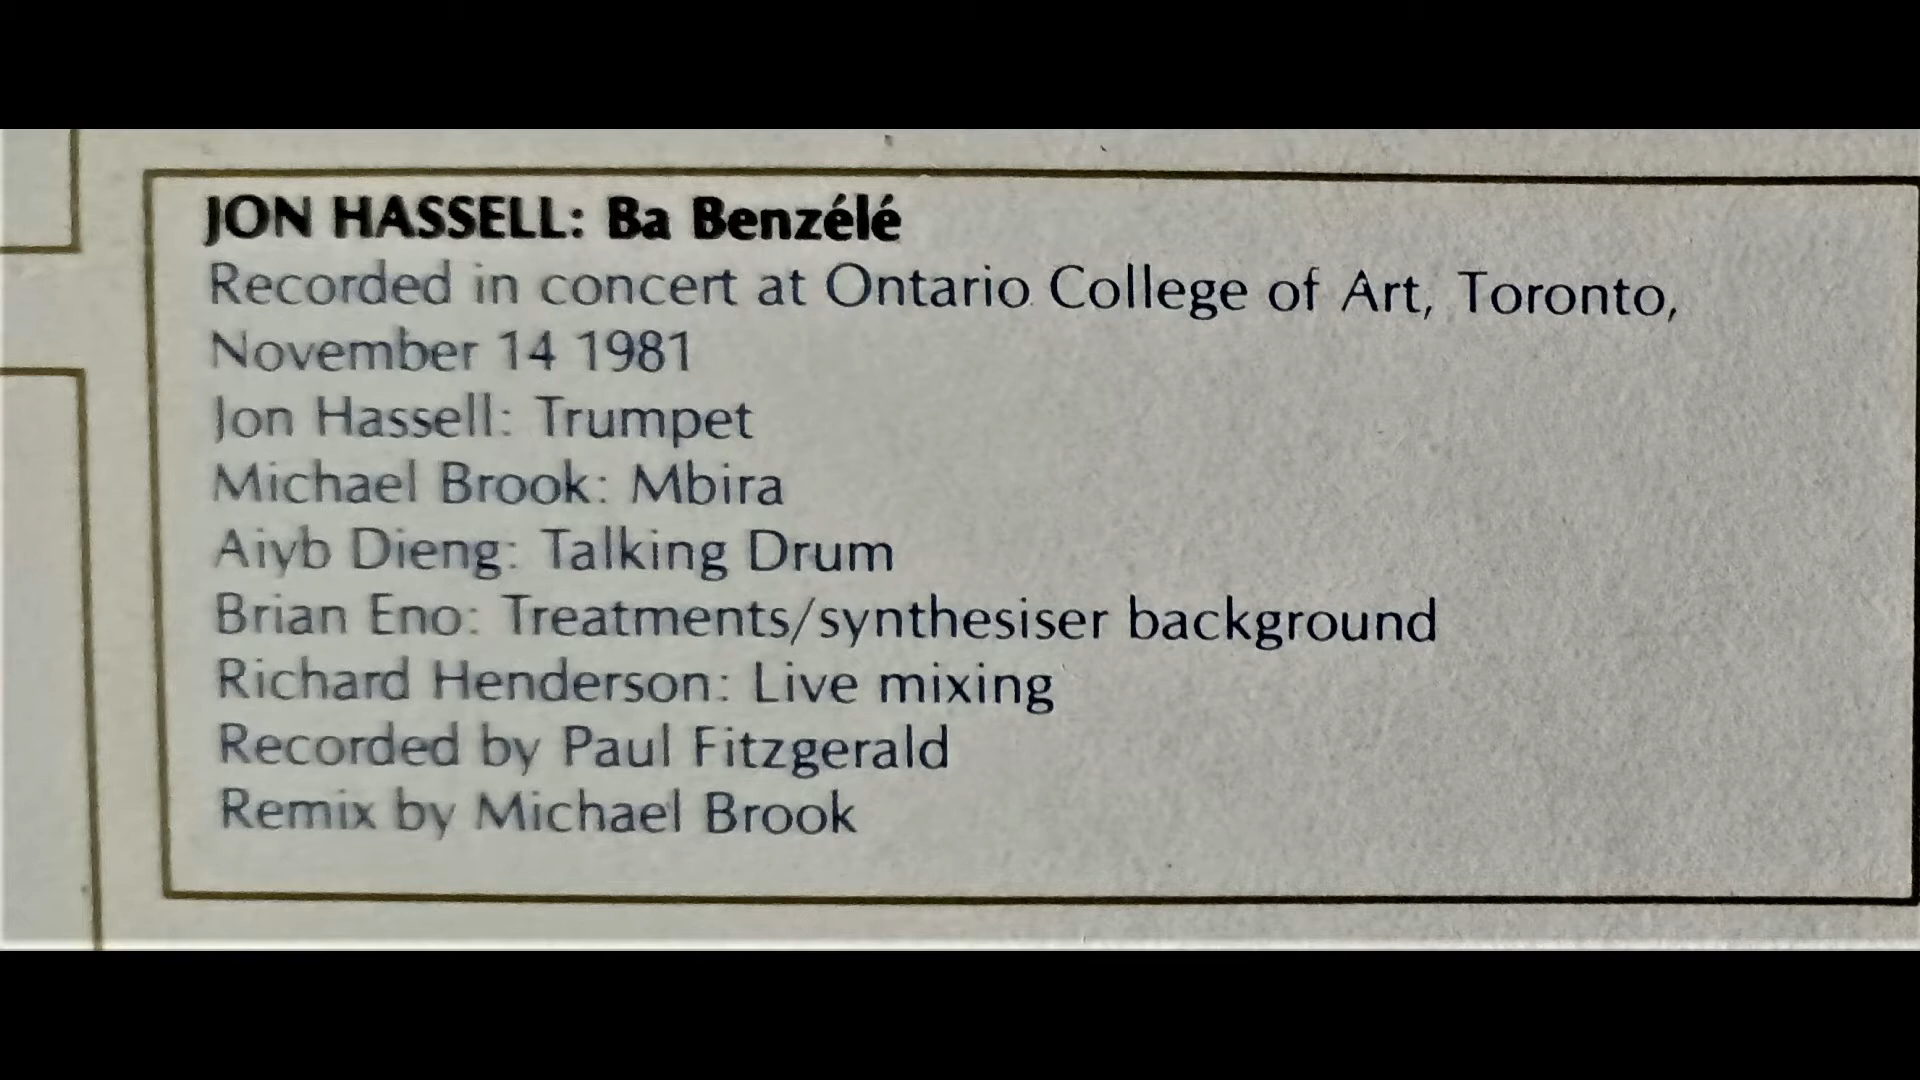 JON HASSELL: Ba Benzélé
Recorded in concert at Ontario College of Art, Toronto,
November 14 1981
Jon Hassell: Trumpet
Michael Brook: Mbira
Aiyb Dieng: Talking Drum
Brian Eno: Treatments/synthesiser background
Richard Henderson: Live mixing
Recorded by Paul Fitzgerald
Remix by Michael Brook